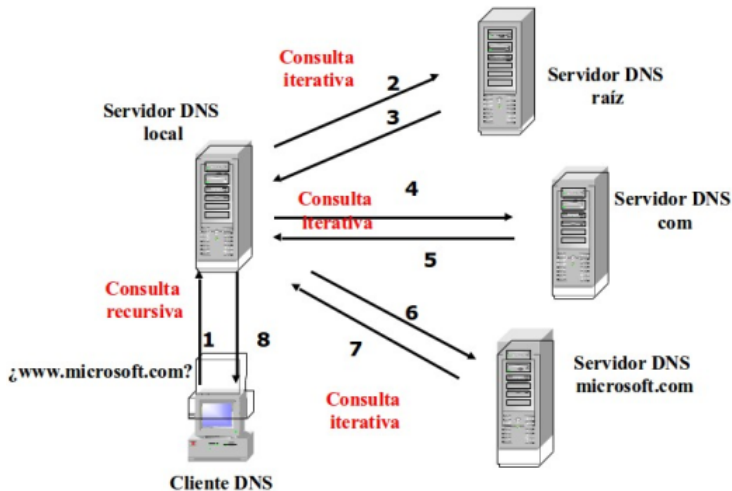 Consulta
iterativa
2
3
Servidor DNS
raíz
Servidor DNS
local
Consulta
iterativa
4
5
Servidor DNS
com
Consulta
recursiva
1
8
6
7
¿www.microsoft.com?
Servidor DNS
microsoft.com
Consulta
iterativa
Cliente DNS